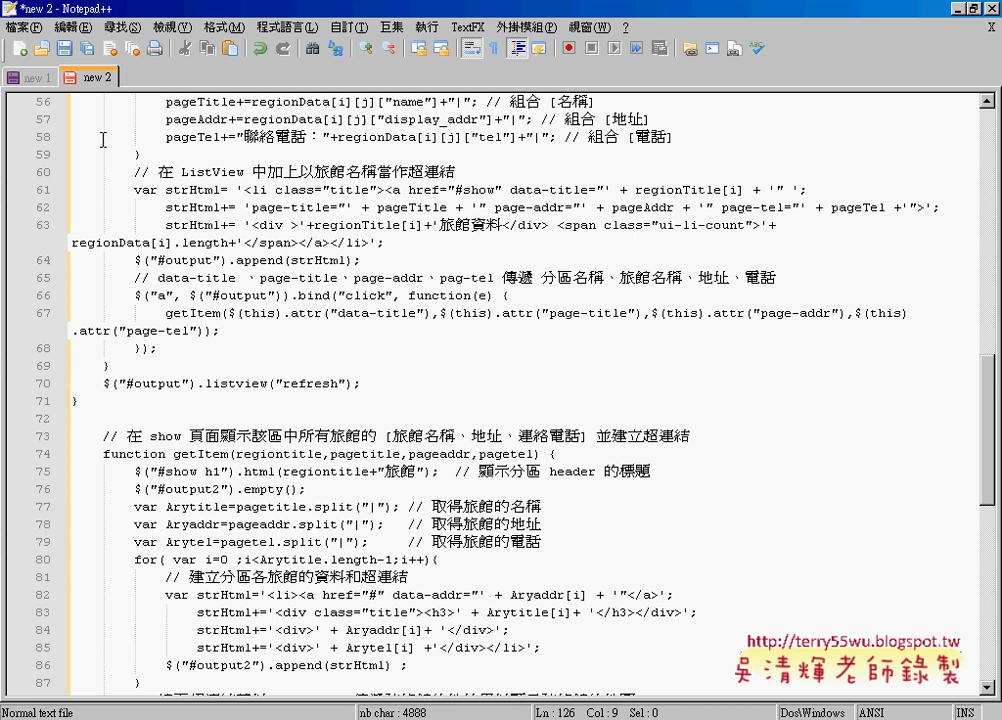 *new 2 - Notepad++
檔案(F) 編輯(E) 尋找(S) 檢視(V) 格式(M) 程式語言(L) 自訂(T) 巨集 執行 TextFX 外掛模組(P) 視窗(W) ? X
new 1 new 2
56 pageTitle+=regionData[i][j]["name"]+"|"; // 組合 [名稱]
57 pageAddr+=regionData[i][j]["display_addr"]+"|"; // 組合 [地址]
58 pageTel+="聯絡電話："+regionData[i][j]["tel"]+"|"; // 組合 [電話]
59 }
60 // 在 ListView 中加上以旅館名稱當作超連結
61 var strHtml= '<li class="title"><a href="#show" data-title="' + regionTitle[i] + '" ';
62 strHtml+= 'page-title="' + pageTitle + '" page-addr="' + pageAddr + '" page-tel="' + pageTel +'">';
63 strHtml+= '<div >'+regionTitle[i]+'旅館資料</div> <span class="ui-li-count">'+
regionData[i].length+'</span></a></li>';
64 $("#output").append(strHtml);
65 // data-title 、page-title、page-addr、pag-tel 傳遞 分區名稱、旅館名稱、地址、電話
66 $("a", $("#output")).bind("click", function(e) {
67 getItem($(this).attr("data-title"),$(this).attr("page-title"),$(this).attr("page-addr"),$(this)
.attr("page-tel"));
68 });
69 }
70 $("#output").listview("refresh");
71 }
72
73 // 在 show 頁面顯示該區中所有旅館的 [旅館名稱、地址、連絡電話] 並建立超連結
74 function getItem(regiontitle,pagetitle,pageaddr,pagetel) {
75 $("#show h1").html(regiontitle+"旅館"); // 顯示分區 header 的標題
76 $("#output2").empty();
77 var Arytitle=pagetitle.split("|"); // 取得旅館的名稱
78 var Aryaddr=pageaddr.split("|"); // 取得旅館的地址
79 var Arytel=pagetel.split("|"); // 取得旅館的電話
80 for( var i=0 ;i<Arytitle.length-1;i++){
81 // 建立分區各旅館的資料和超連結
82 var strHtml='<li><a href="#" data-addr="' + Aryaddr[i] + '"</a>';
83 strHtml+='<div class="title"><h3>' + Arytitle[i]+ '</h3></div>';
84 strHtml+='<div>' + Aryaddr[i]+ '</div>';
85 strHtml+='<div>' + Arytel[i] +'</div></li>';
86 $("#output2").append(strHtml) ;
87 }
http://terry55wu.blogspot.tw
吳清輝老師錄製
Normal text file nb char : 4888 Ln : 126 Col : 9 Sel : 0 Dos\Windows ANSI INS